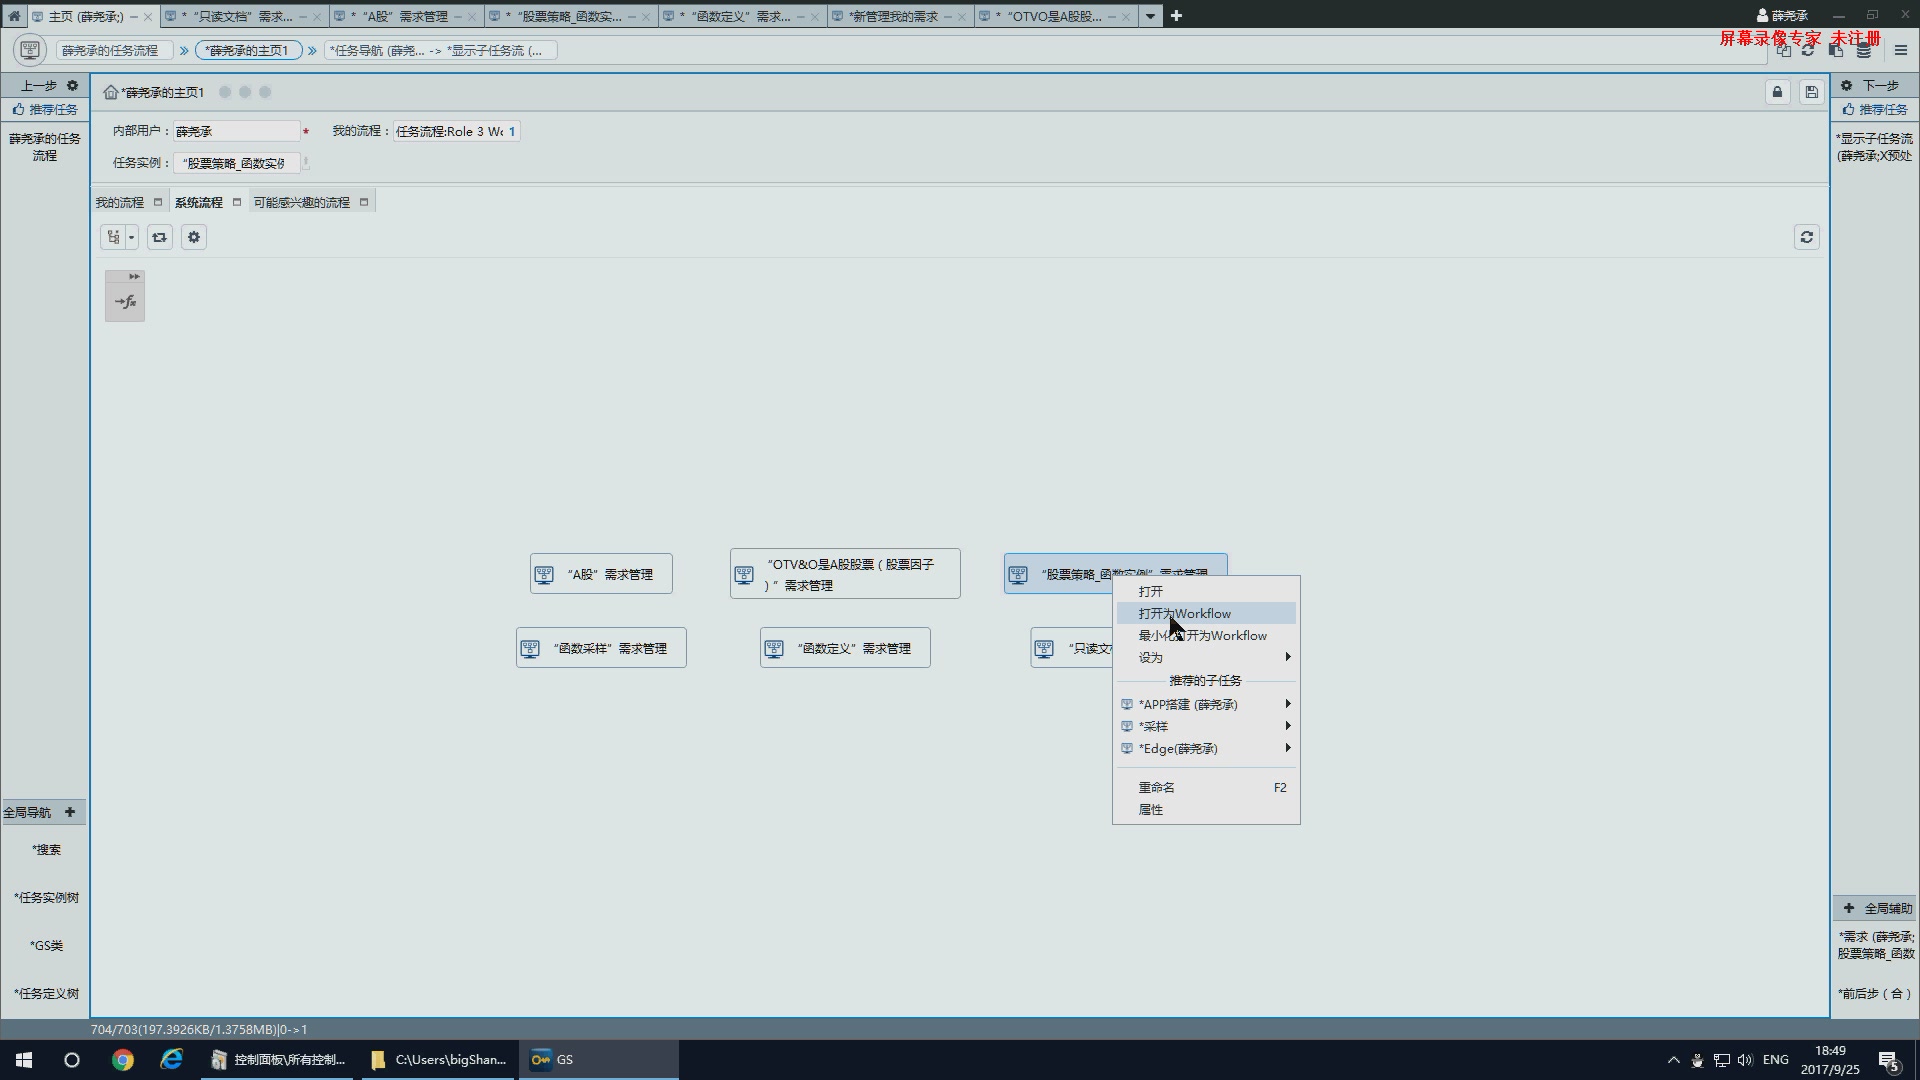 主页 (薛尧承;)
*“只读文档”需求...
*“A股”需求管理
*“股票策略_函数实...
*“函数定义”需求...
*新管理我的需求
*“OTVO是A股股...
薛尧承
屏幕录像专家 未注册
薛尧承的任务流程
*薛尧承的主页1
*任务导航 (薛尧... -> *显示子任务流 (...
上一步
推荐任务
薛尧承的任务
流程
*薛尧承的主页1
内部用户：
薛尧承
*
我的流程：
任务流程:Role 3 Wc 1
任务实例：
“股票策略_函数实例
我的流程
系统流程
可能感兴趣的流程
下一步
推荐任务
*显示子任务流
(薛尧承;X预处
“A股”需求管理
“OTV&O是A股股票（股票因子
）”需求管理
“股票策略_函数实例”需求管理
“函数采样”需求管理
“函数定义”需求管理
“只读文
打开
打开为Workflow
最小化打开为Workflow
设为
推荐的子任务
*APP搭建 (薛尧承)
*采样
*Edge(薛尧承)
重命名 F2
属性
全局导航
*搜索
*任务实例树
*GS类
*任务定义树
全局辅助
*需求 (薛尧承;
股票策略_函数
*前后步（合）
704/703(197.3926KB/1.3758MB)|0->1
控制面板\所有控制...
C:\Users\bigShan...
GS
ENG
18:49
2017/9/25
5